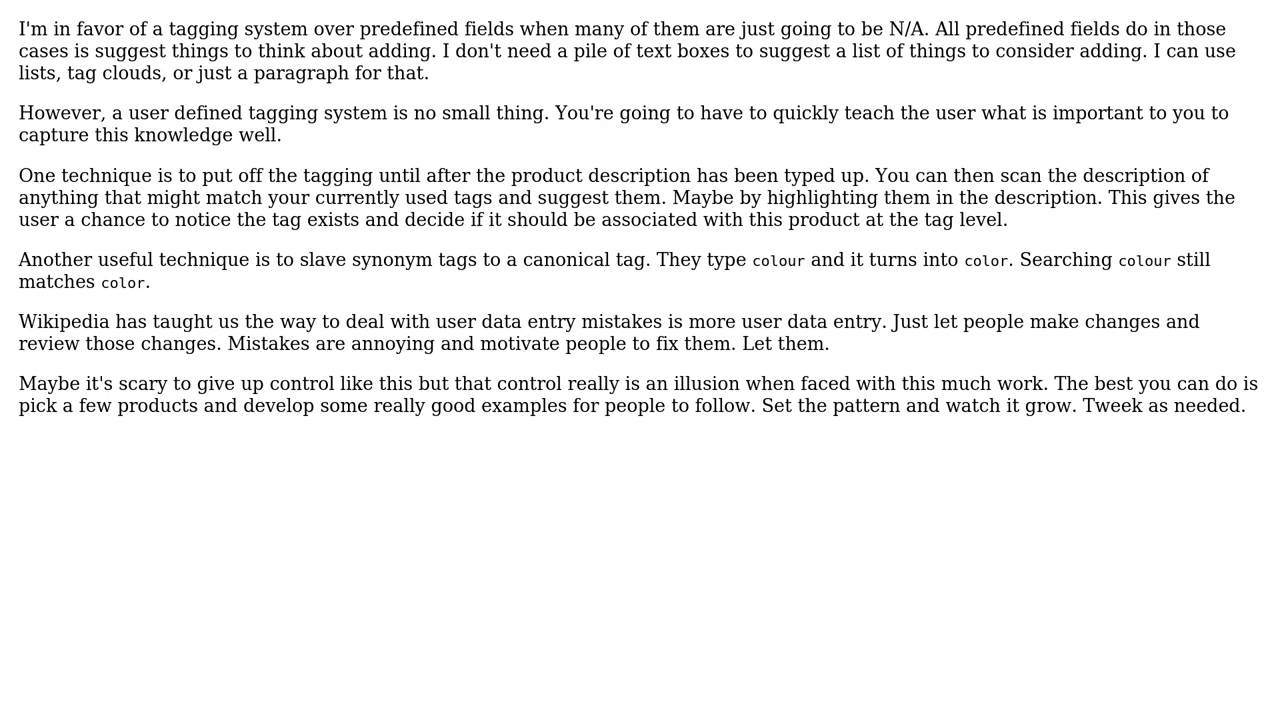 I'm in favor of a tagging system over predefined fields when many of them are just going to be N/A. All predefined fields do in those
cases is suggest things to think about adding. I don't need a pile of text boxes to suggest a list of things to consider adding. I can use
lists, tag clouds, or just a paragraph for that.
However, a user defined tagging system is no small thing. You're going to have to quickly teach the user what is important to you to
capture this knowledge well.
One technique is to put off the tagging until after the product description has been typed up. You can then scan the description of
anything that might match your currently used tags and suggest them. Maybe by highlighting them in the description. This gives the
user a chance to notice the tag exists and decide if it should be associated with this product at the tag level.
Another useful technique is to slave synonym tags to a canonical tag. They type colour and it turns into color. Searching colour still
matches color.
Wikipedia has taught us the way to deal with user data entry mistakes is more user data entry. Just let people make changes and
review those changes. Mistakes are annoying and motivate people to fix them. Let them.
Maybe it's scary to give up control like this but that control really is an illusion when faced with this much work. The best you can do is
pick a few products and develop some really good examples for people to follow. Set the pattern and watch it grow. Tweek as needed.